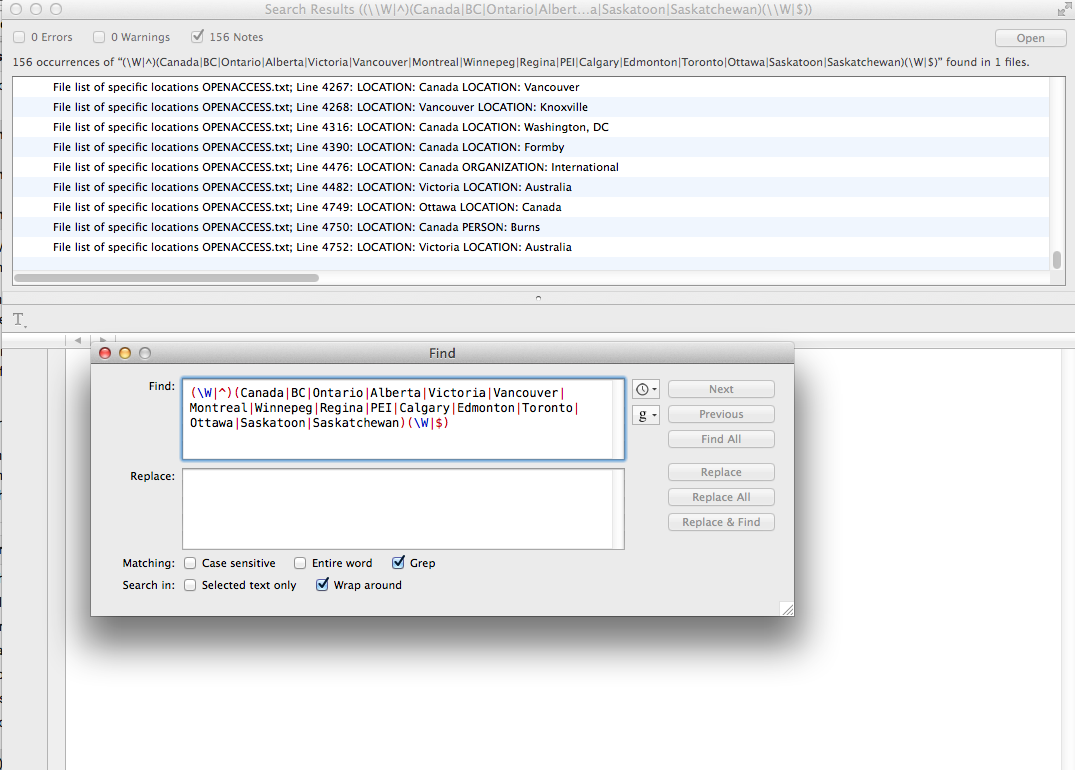 Search Results ((\\W|^)(Canada|BC|Ontario|Albert...a|Saskatoon|Saskatchewan)(\\W|$))
0 Errors 0 Warnings 156 Notes Open
156 occurrences of “(\W|^)(Canada|BC|Ontario|Alberta|Victoria|Vancouver|Montreal|Winnepeg|Regina|PEI|Calgary|Edmonton|Toronto|Ottawa|Saskatoon|Saskatchewan)(\W|$)” found in 1 files.
File list of specific locations OPENACCESS.txt; Line 4267: LOCATION: Canada LOCATION: Vancouver
File list of specific locations OPENACCESS.txt; Line 4268: LOCATION: Vancouver LOCATION: Knoxville
File list of specific locations OPENACCESS.txt; Line 4316: LOCATION: Canada LOCATION: Washington, DC
File list of specific locations OPENACCESS.txt; Line 4390: LOCATION: Canada LOCATION: Formby
File list of specific locations OPENACCESS.txt; Line 4476: LOCATION: Canada ORGANIZATION: International
File list of specific locations OPENACCESS.txt; Line 4482: LOCATION: Victoria LOCATION: Australia
File list of specific locations OPENACCESS.txt; Line 4749: LOCATION: Ottawa LOCATION: Canada
File list of specific locations OPENACCESS.txt; Line 4750: LOCATION: Canada PERSON: Burns
File list of specific locations OPENACCESS.txt; Line 4752: LOCATION: Victoria LOCATION: Australia
T.
Find
Find: (\W|^)(Canada|BC|Ontario|Alberta|Victoria|Vancouver|
Montreal|Winnepeg|Regina|PEI|Calgary|Edmonton|Toronto|
Ottawa|Saskatoon|Saskatchewan)(\W|$)
g
Next
Previous
Find All
Replace:
Replace
Replace All
Replace & Find
Matching: Case sensitive Entire word Grep
Search in: Selected text only Wrap around